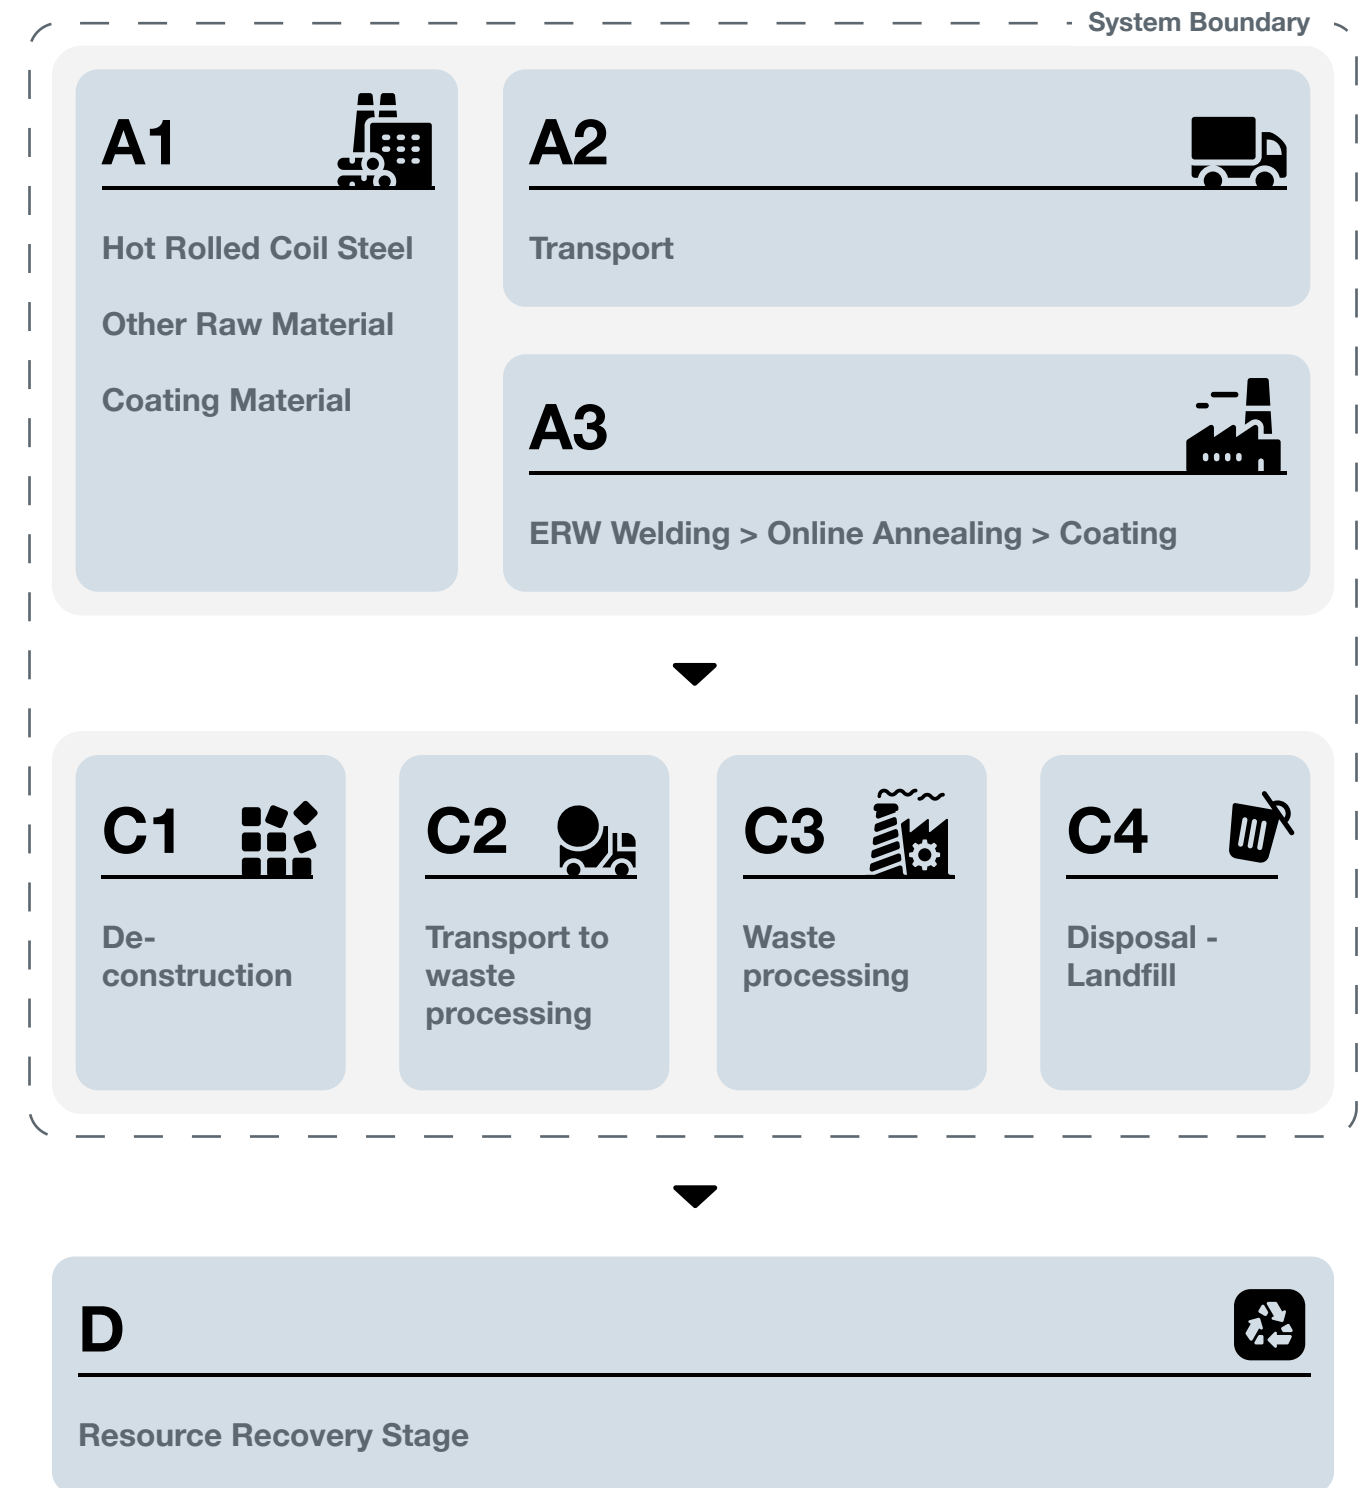 System Boundary
A1
Hot Rolled Coil Steel
Other Raw Material
Coating Material
A2
Transport
A3
ERW Welding > Online Annealing > Coating
C1
De-
construction
C2
Transport to
waste
processing
C3
Waste
processing
C4
Disposal -
Landfill
D
Resource Recovery Stage